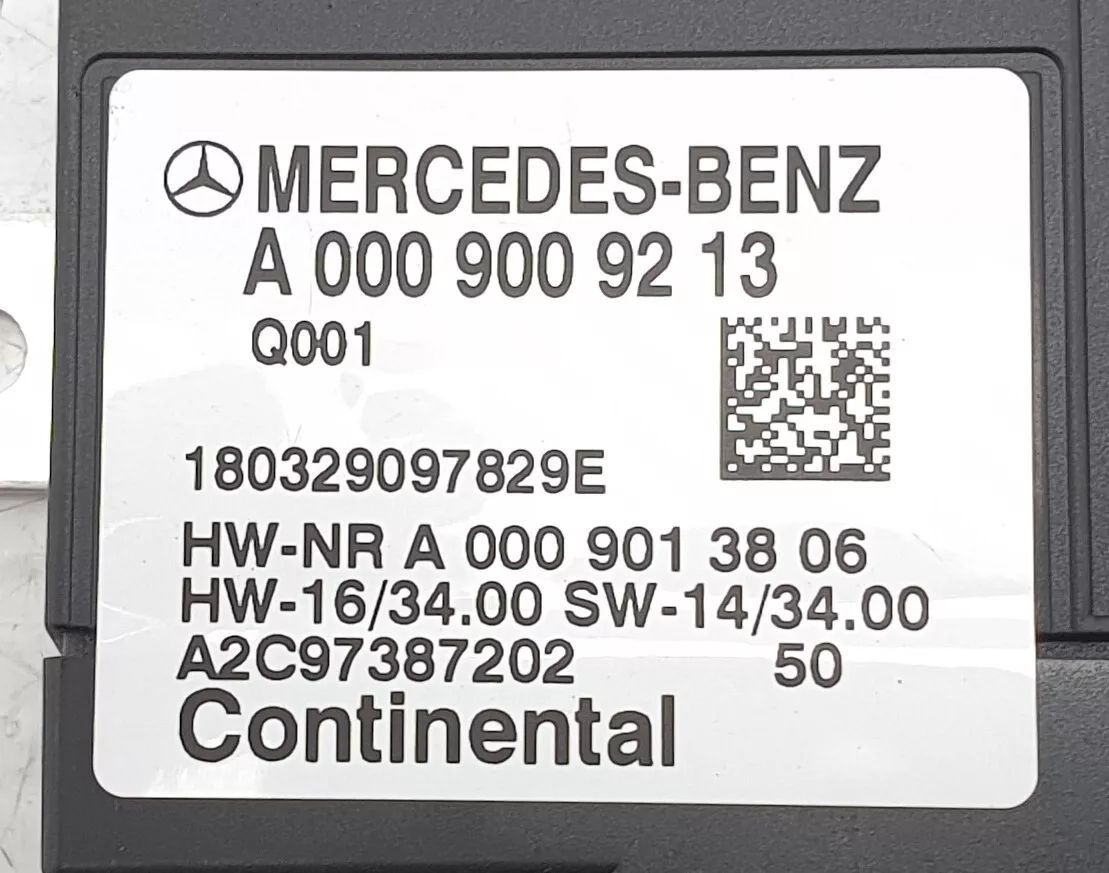 MERCEDES-BENZ
A 000 900 92 13
Q001
180329097829E
HW-NR A 000 901 38 06
HW-16/34.00 SW-14/34.00
A2C97387202 50
Continental